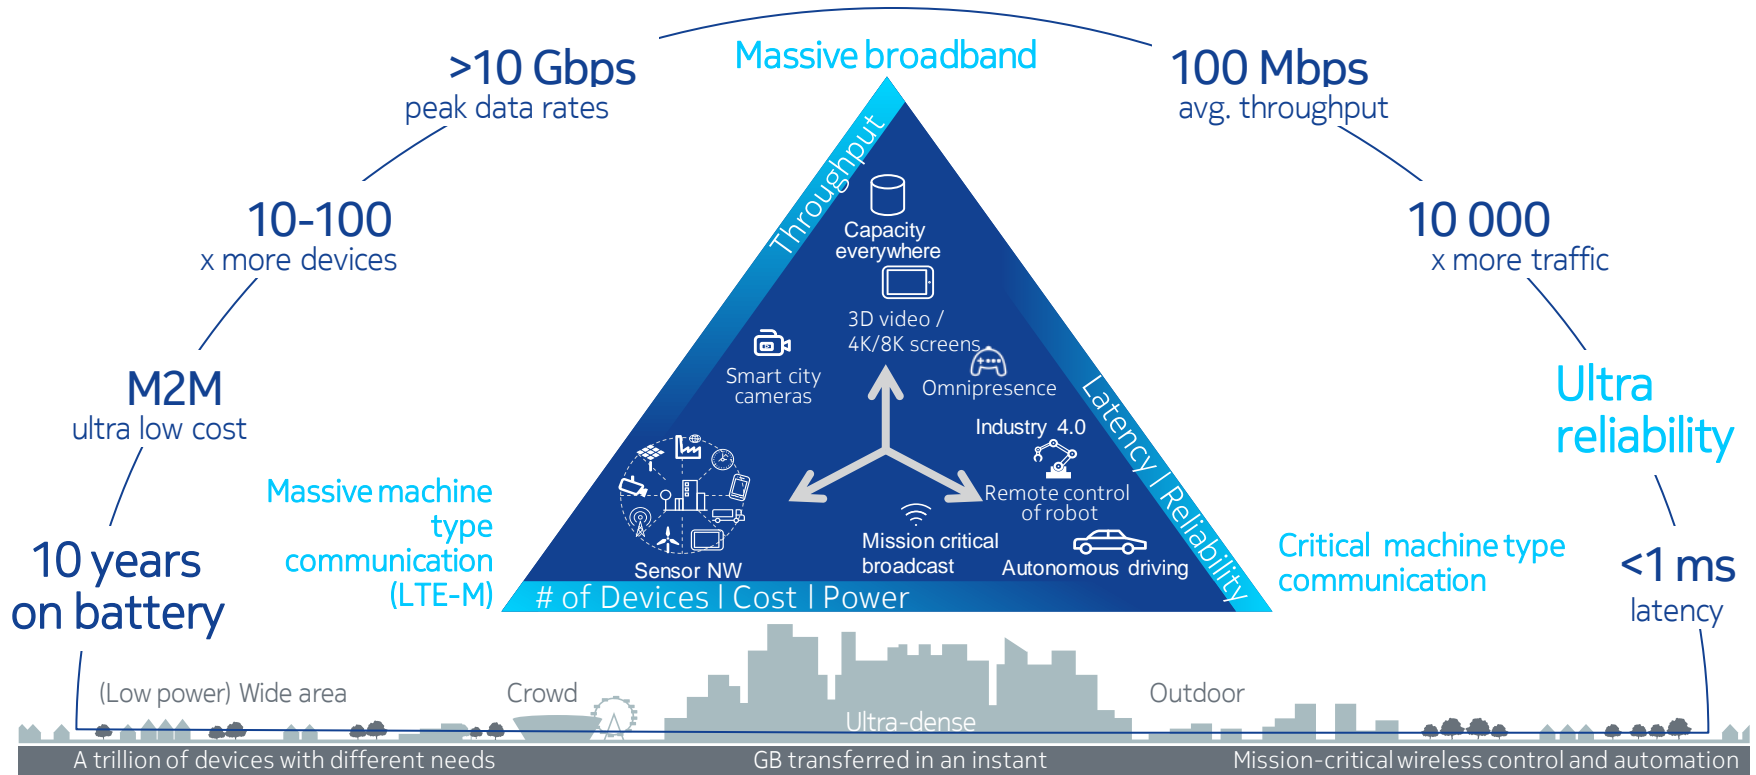 Massive broadband
>10 Gbps
peak data rates
100 Mbps
avg. throughput
10-100
x more devices
10 000
x more traffic
M2M
ultra low cost
Ultra
reliability
10 years
on battery
<1 ms
latency
Massive machine
type
communication
(LTE-M)
Critical machine type
communication
Throughput
Latency | Reliability
# of Devices | Cost | Power
Capacity
everywhere
3D video /
4K/8K screens
Smart city
cameras
Omnipresence
Industry 4.0
Remote control
of robot
Mission critical
broadcast
Autonomous driving
Sensor NW
(Low power) Wide area
Crowd
Ultra-dense
Outdoor
A trillion of devices with different needs
GB transferred in an instant
Mission-critical wireless control and automation